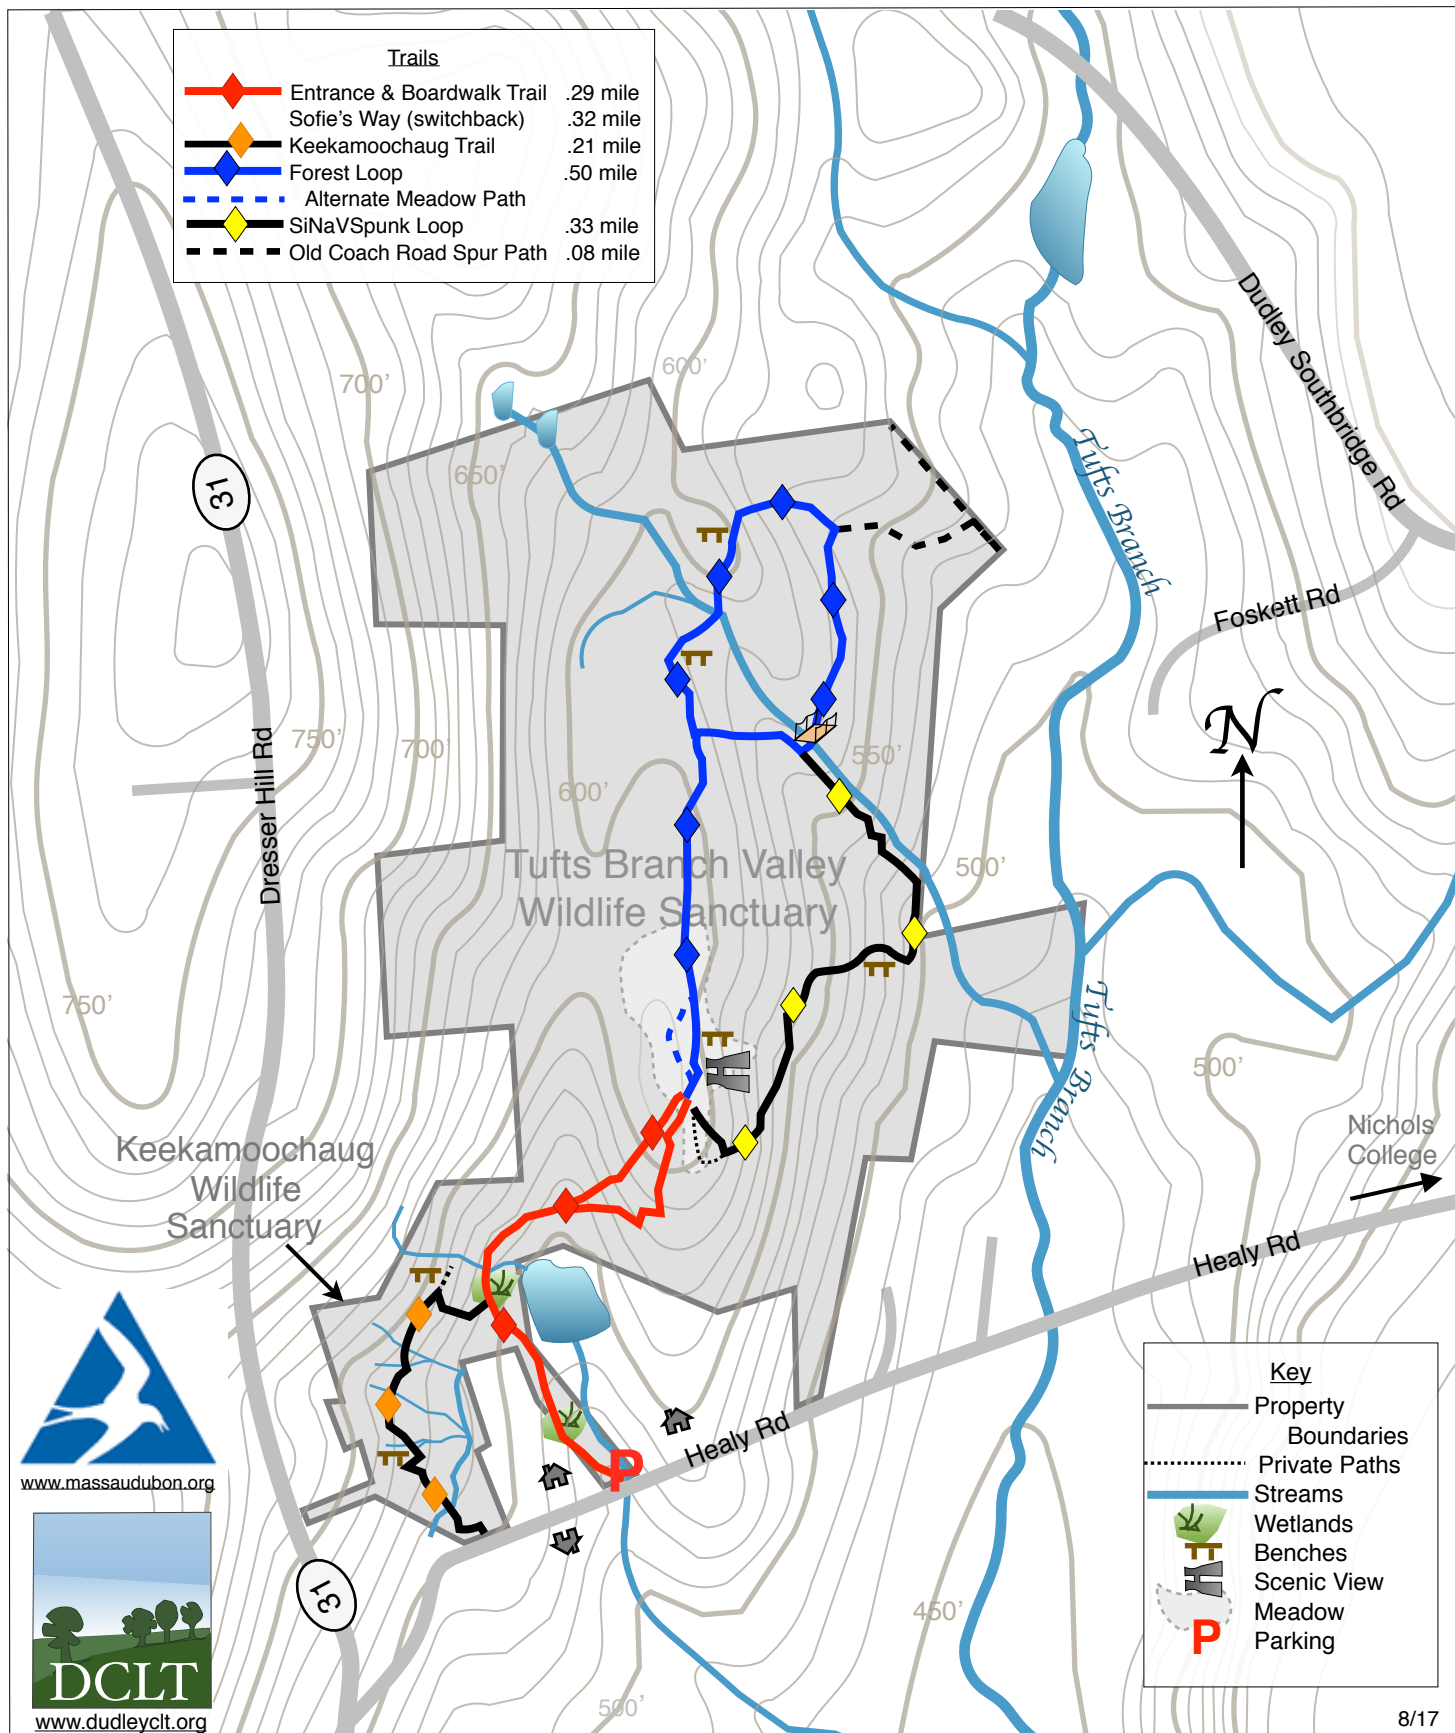 Trails
Entrance & Boardwalk Trail .29 mile
Sofie's Way (switchback) .32 mile
Keekamoochaug Trail .21 mile
Forest Loop .50 mile
Alternate Meadow Path
SiNaVSpunk Loop .33 mile
Old Coach Road Spur Path .08 mile
Dudley Southbridge Rd
600'
700'
650'
31
Tufts Branch
Foskett Rd
N
750'
700'
550'
600'
Dresser Hill Rd
Tufts Branch Valley
Wildlife Sanctuary
500'
750'
Tufts Branch
500'
Keekamoochaug
Wildlife
Sanctuary
Nichols
College
Healy Rd
Healy Rd
P
www.massaudubon.org
31
450'
500'
DCLT
www.dudleyclt.org
Key
Property
Boundaries
Private Paths
Streams
Wetlands
Benches
Scenic View
Meadow
P Parking
8/17